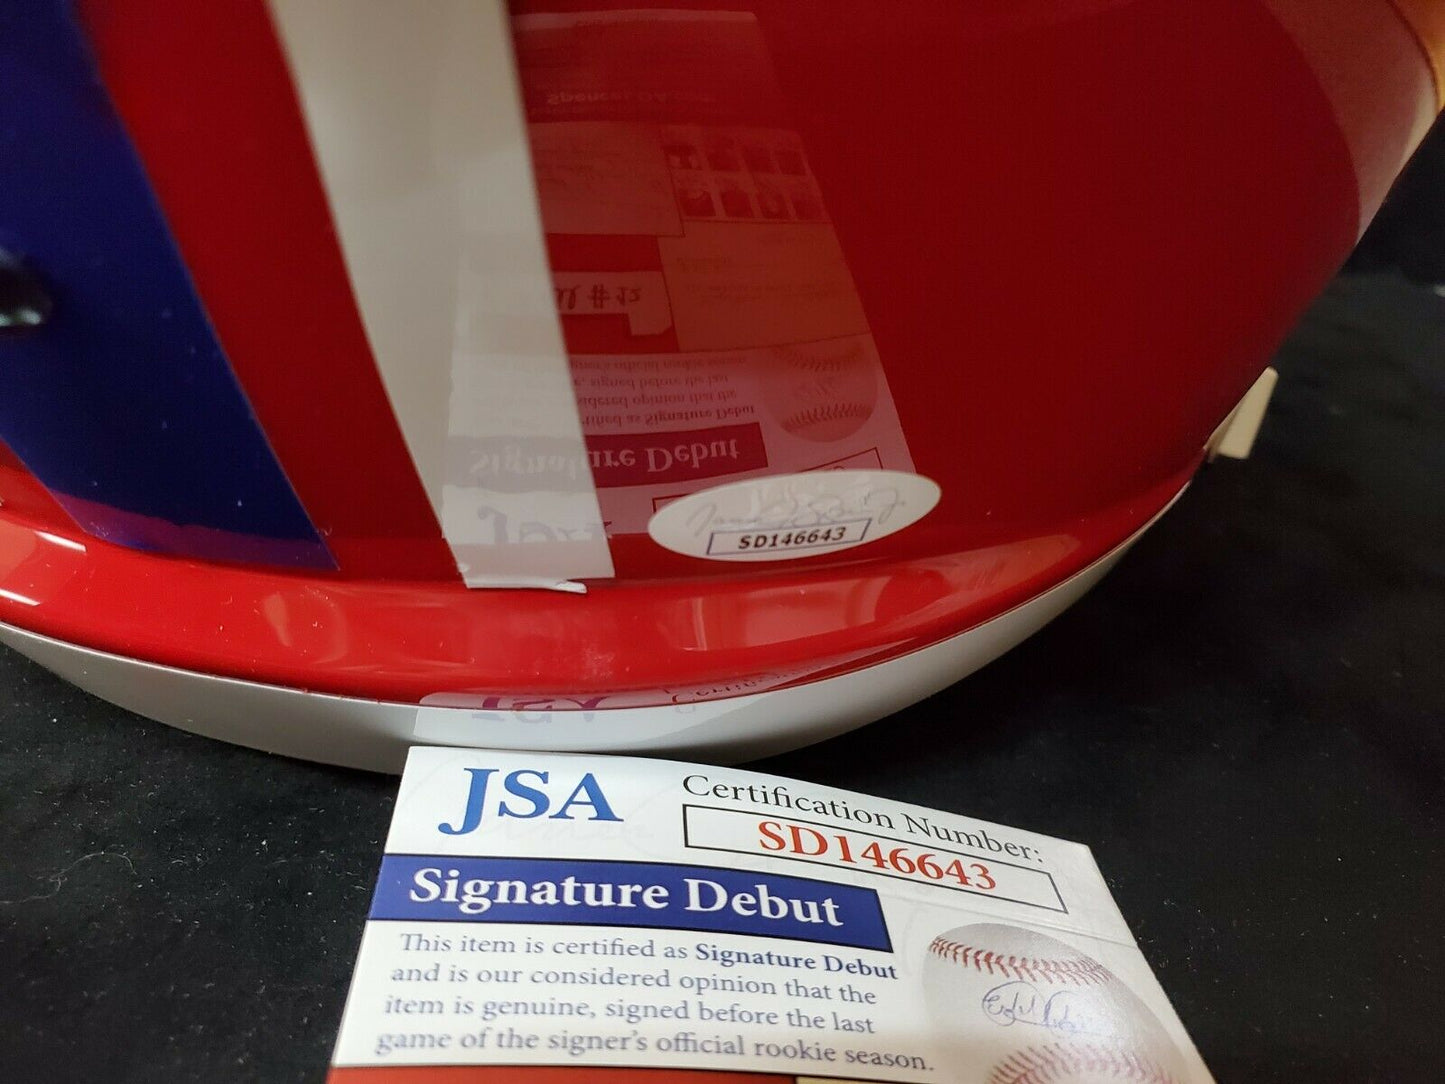 SD146643
JSA
Certification Number:
SD146643
Signature Debut
This item is certified as Signature Debut
and is our considered opinion that the
item is genuine, signed before the last
game of the signer's official rookie season.